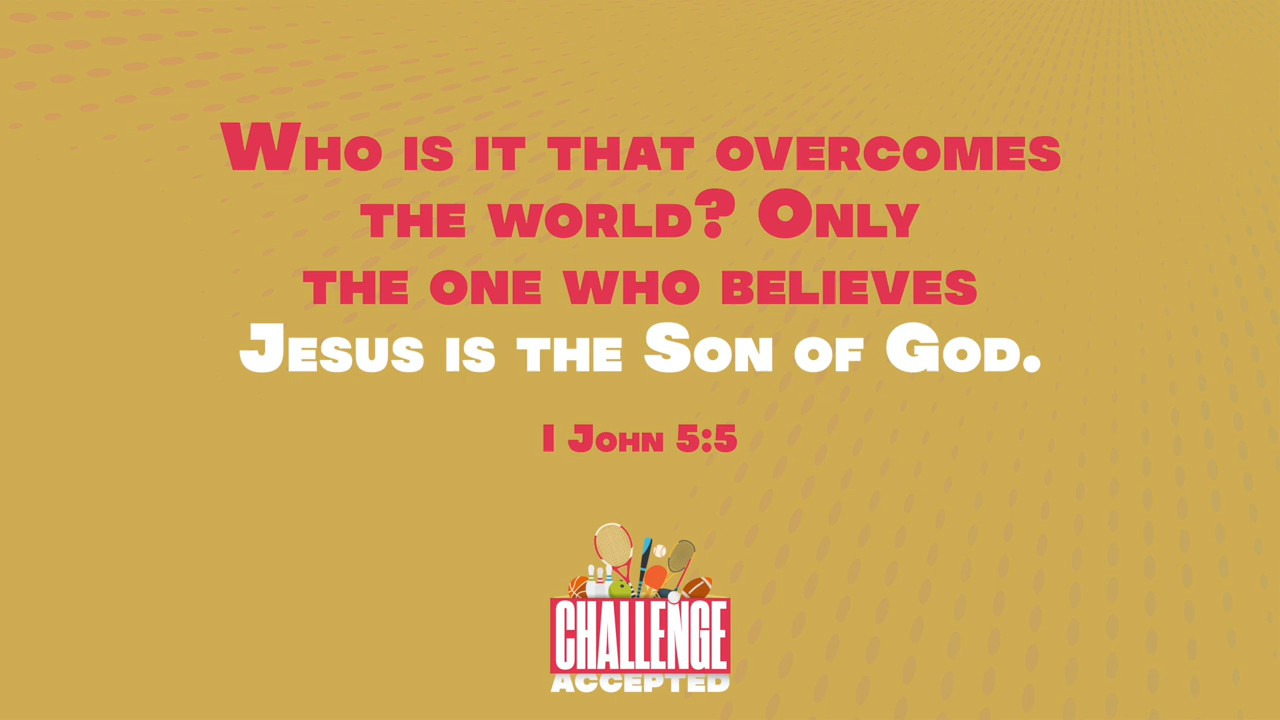 Who is it that overcomes
the world? Only
the one who believes
Jesus is the Son of God.
1 John 5:5
CHALLENGE
ACCEPTED